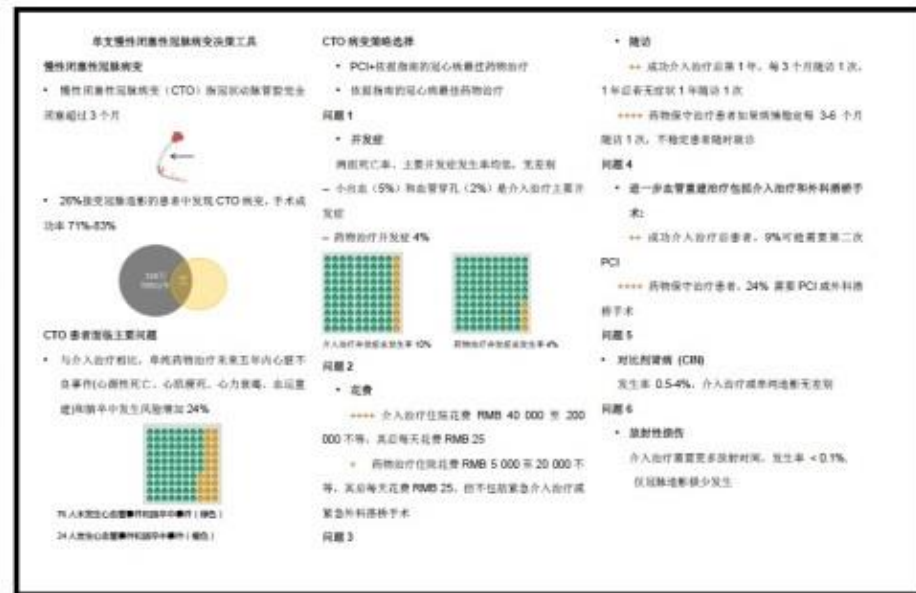 单支慢性闭塞性冠脉病变决策工具
慢性闭塞性冠脉病变
• 慢性闭塞性冠脉病变（CTO）指冠状动脉管腔完全
闭塞超过 3 个月
• 26%接受冠脉造影的患者中发现 CTO 病变，手术成
功率 71%-83%
CTO 患者面临主要问题
• 与介入治疗相比，单纯药物治疗未来五年内心脏不
良事件(心源性死亡、心肌梗死、心力衰竭、血运重
建)和脑卒中发生风险增加 24%
76 人未发生心血管事件和脑卒中事件（绿色）
24 人发生心血管事件和脑卒中事件（橙色）
CTO 病变策略选择
• PCI+依据指南的冠心病最佳药物治疗
• 依据指南的冠心病最佳药物治疗
问题 1
• 并发症
两组死亡率、主要并发症发生率均低，无差别
– 小出血（5%）和血管穿孔（2%）是介入治疗主要并
发症
– 药物治疗并发症 4%
介入治疗并发症总发生率 10%
药物治疗并发症总发生率 4%
问题 2
• 花费
++++ 介入治疗住院花费 RMB 40 000 至 200
000 不等，其后每天花费 RMB 25
+ 药物治疗住院花费 RMB 5 000 至 20 000 不
等，其后每天花费 RMB 25，但不包括紧急介入治疗或
紧急外科搭桥手术
问题 3
• 随访
++ 成功介入治疗后第 1 年，每 3 个月随访 1 次，
1 年后若无症状 1 年随访 1 次
++++ 药物保守治疗患者如果病情稳定每 3-6 个月
随访 1 次，不稳定患者随时就诊
问题 4
• 进一步血管重建治疗包括介入治疗和外科搭桥手
术:
++ 成功介入治疗后患者，9%可能需要第二次
PCI
++++ 药物保守治疗患者，24% 需要 PCI 或外科搭
桥手术
问题 5
• 对比剂肾病 (CIN)
发生率 0.5-4%，介入治疗或单纯造影无差别
问题 6
• 放射性损伤
介入治疗需要更多放射时间，发生率 < 0.1%,
仅冠脉造影极少发生